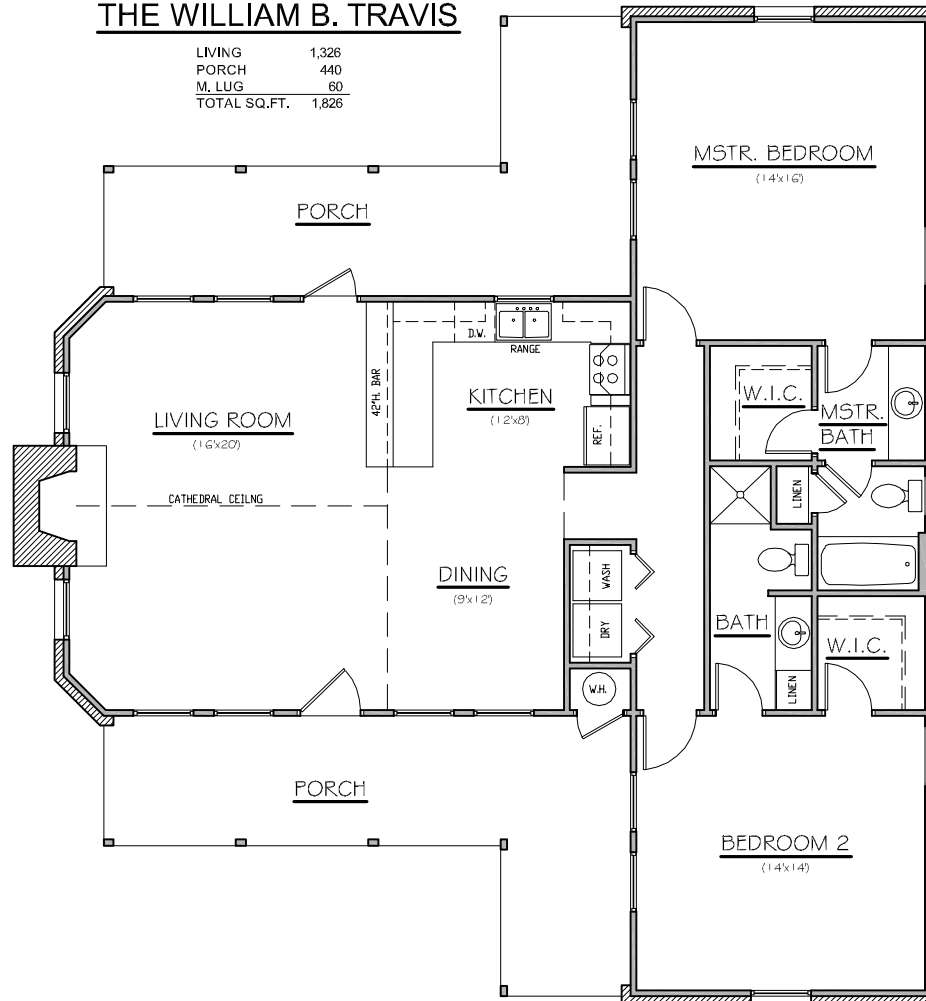 THE WILLIAM B. TRAVIS
LIVING 1,326
PORCH 440
M. LUG 60
TOTAL SQ.FT. 1,826
MSTR. BEDROOM
(14'x16')
PORCH
D.W.
RANGE
42"H. BAR
KITCHEN
(12'x8')
REF.
LIVING ROOM
(16'x20')
W.I.C.
MSTR.
BATH
CATHEDRAL CEILNG
LINEN
DINING
(9'x12')
WASH
DRY
BATH
W.I.C.
LINEN
W.H.
PORCH
BEDROOM 2
(14'x14')